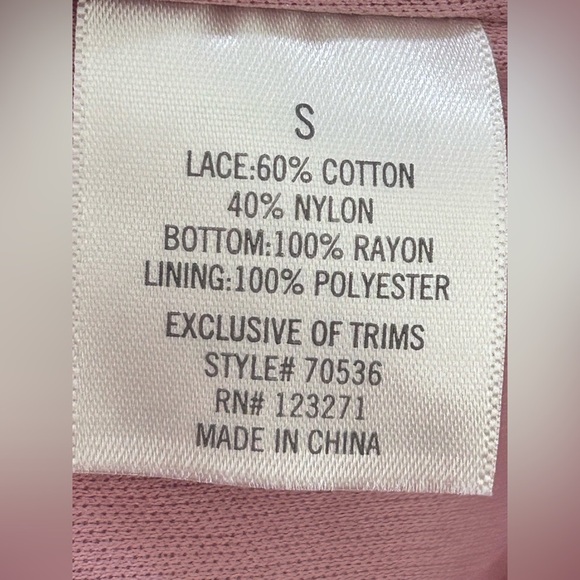 S
LACE:60% COTTON
40% NYLON
BOTTOM:100% RAYON
LINING:100% POLYESTER
EXCLUSIVE OF TRIMS
STYLE# 70536
RN# 123271
MADE IN CHINA